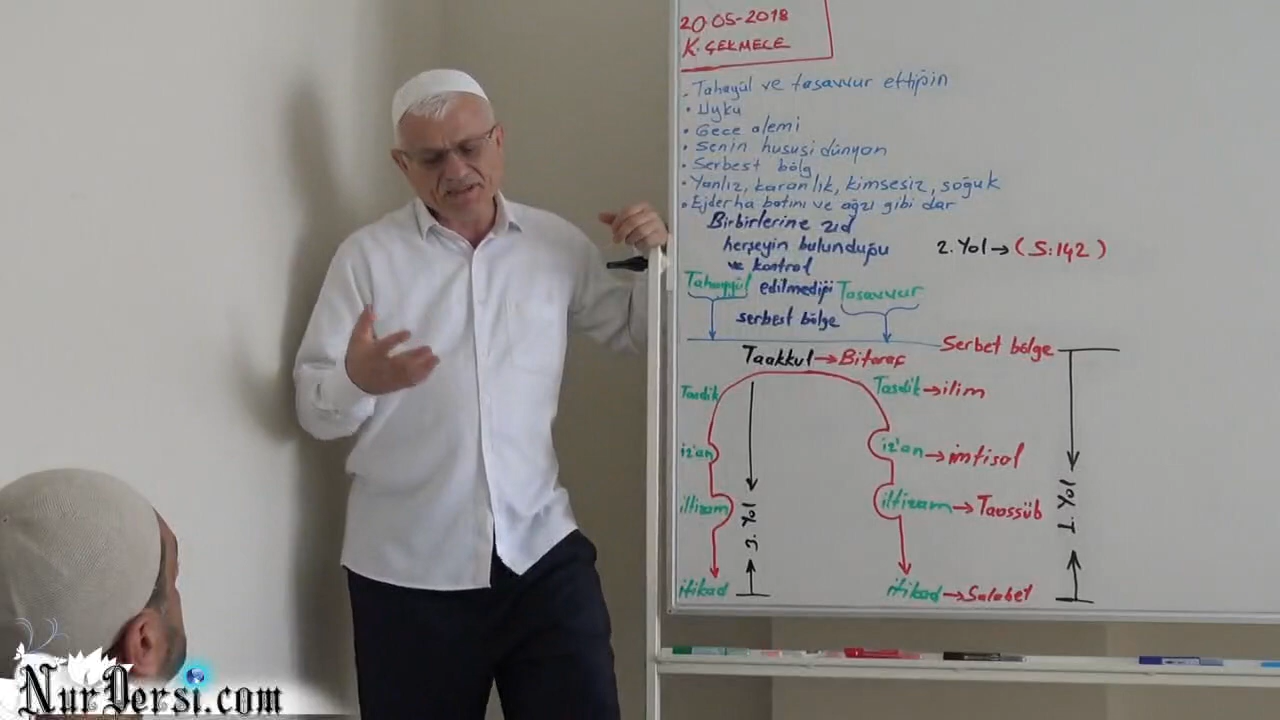 20.05-2018
K. ÇEKMECE
- Tahayül ve tasavvur ettiğin
• Uyku
• Gece alemi
• Senin hususi dünyan
• Serbest bölg
• Yanlız, karanlık, kimsesiz, soğuk
• Ejderha batını ve ağzı gibi dar
Birbirlerine zıd
herşeyin bulunduğu
ve kontrol
edilmediği
serbest bölge
2. Yol → (S:142)
Tahayyül
Tasavvur
Serbet bölge
Taakkul → Bitaraf
Tasdik
Tasdik → ilim
iz'an
iz'an → imtisal
iltizam
iltizam → Taassüb
itikad
itikad → Salabet
3. Yol
1. Yol
NurDersi.com